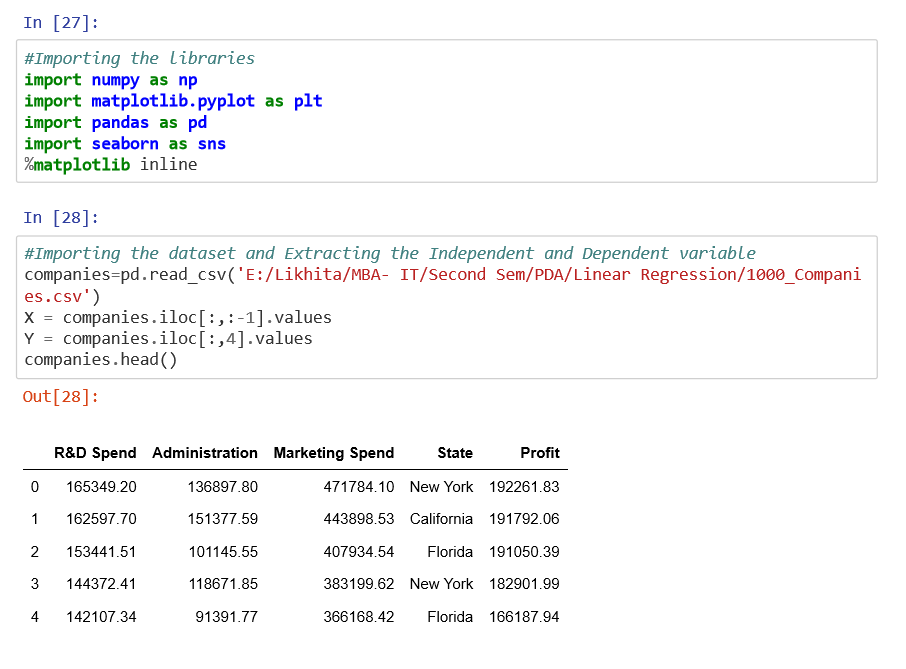 In [27]:
#Importing the libraries
import numpy as np
import matplotlib.pyplot as plt
import pandas as pd
import seaborn as sns
%matplotlib inline
In [28]:
#Importing the dataset and Extracting the Independent and Dependent variable
companies=pd.read_csv('E:/Likhita/MBA- IT/Second Sem/PDA/Linear Regression/1000_Compani
es.csv')
X = companies.iloc[:,:-1].values
Y = companies.iloc[:,4].values
companies.head()
Out[28]:
R&D Spend Administration Marketing Spend State Profit
0 165349.20 136897.80 471784.10 New York 192261.83
1 162597.70 151377.59 443898.53 California 191792.06
2 153441.51 101145.55 407934.54 Florida 191050.39
3 144372.41 118671.85 383199.62 New York 182901.99
4 142107.34 91391.77 366168.42 Florida 166187.94